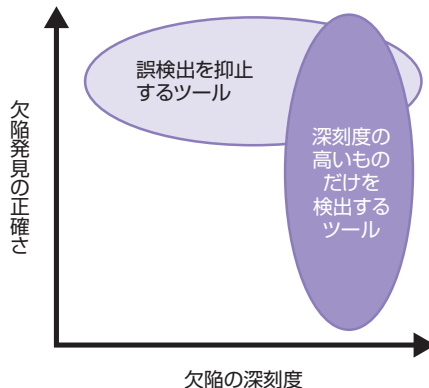 誤検出を抑止
するツール
深刻度の
高いもの
だけを
検出する
ツール
欠陥発見の正確さ
欠陥の深刻度